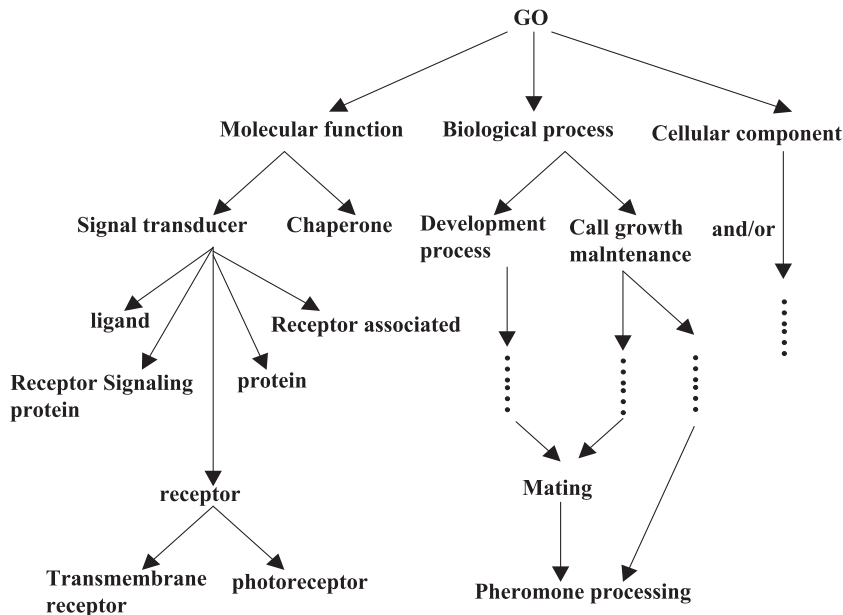 GO
Molecular function
Biological process
Cellular component
Signal transducer
Chaperone
Development
process
Call growth
malntenance
and/or
ligand
Receptor associated
Receptor Signaling
protein
protein
receptor
Mating
Transmembrane
receptor
photoreceptor
Pheromone processing